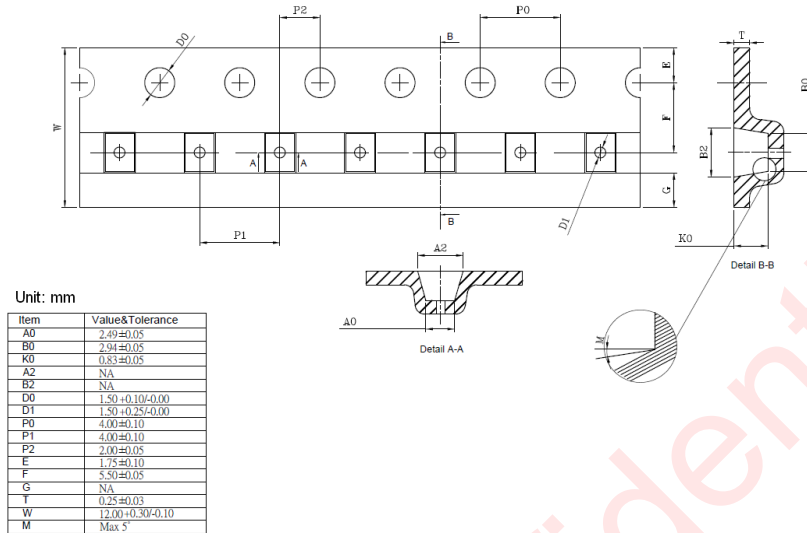 P2
B
P0
T
D0
E
B0
W
F
B2
A
A
G
D1
B
P1
K0
A2
Detail B-B
Unit: mm
A0
M
Detail A-A
Item Value&Tolerance
A0 2.49±0.05
B0 2.94±0.05
K0 0.83±0.05
A2 NA
B2 NA
D0 1.50 +0.10/-0.00
D1 1.50 +0.25/-0.00
P0 4.00±0.10
P1 4.00±0.10
P2 2.00±0.05
E 1.75±0.10
F 5.50±0.05
G NA
T 0.25±0.03
W 12.00+0.30/-0.10
M Max 5°